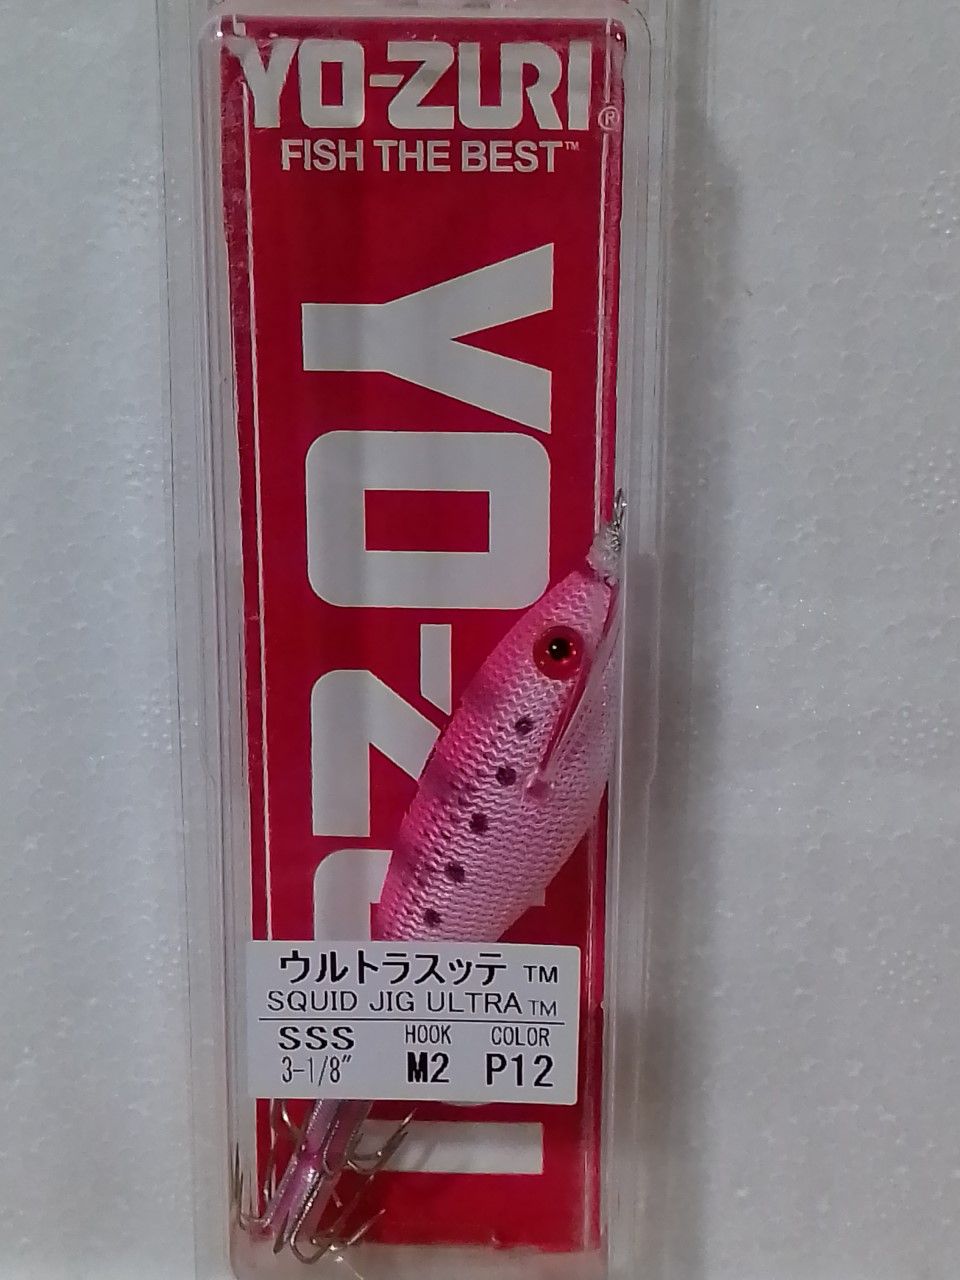 YO-ZURI®
FISH THE BEST™
YO-ZURI
ウルトラスッテ TM
SQUID JIG ULTRA TM
SSS HOOK COLOR
3-1/8" M2 P12